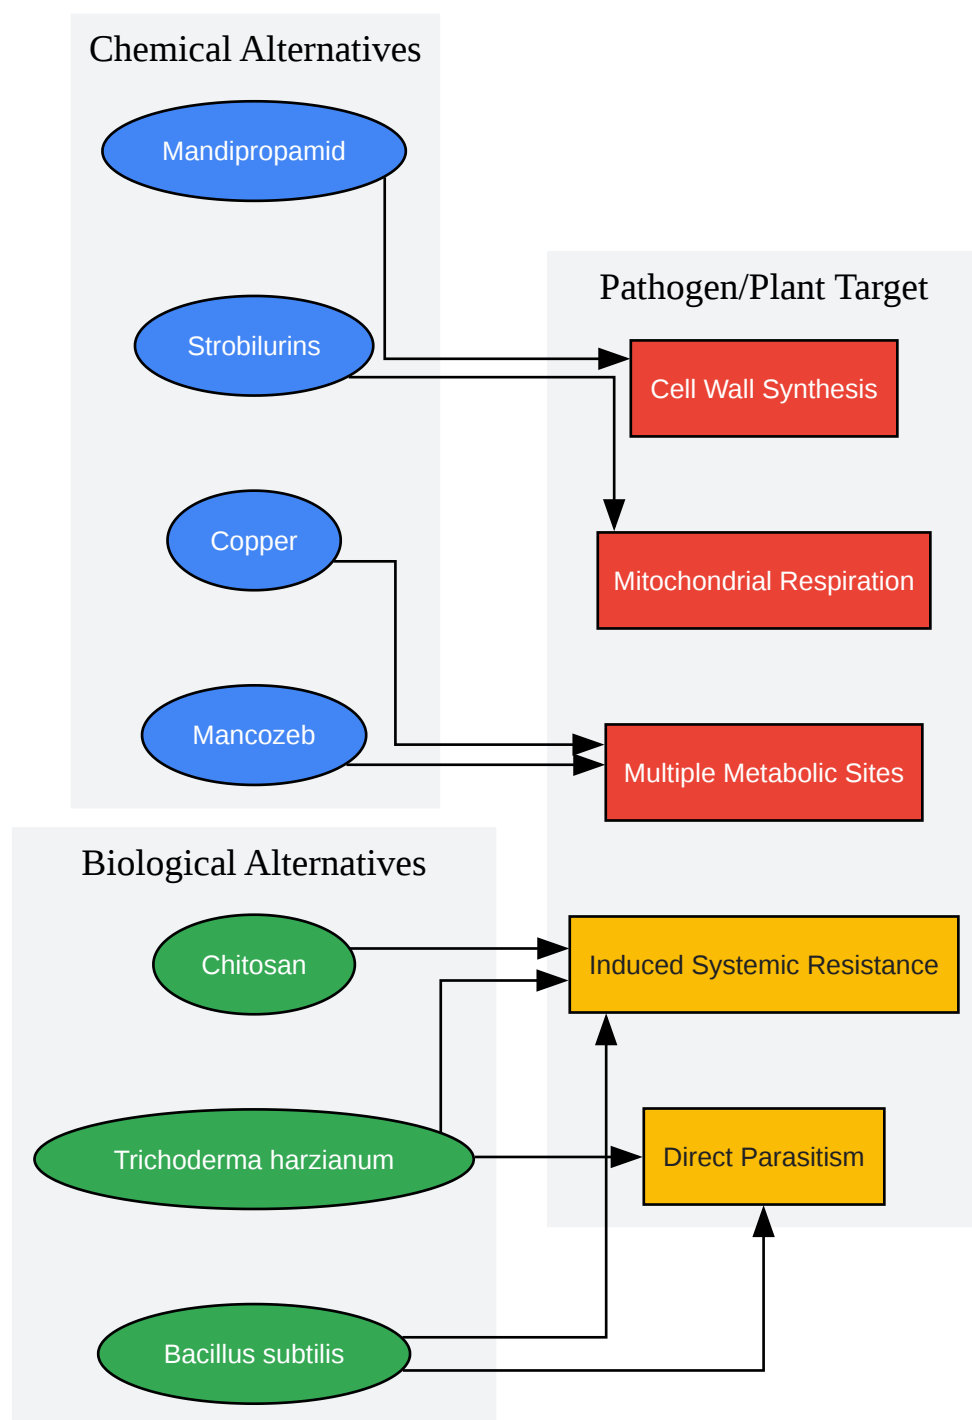 Chemical Alternatives
Mandipropamid
Strobilurins
Copper
Mancozeb
Pathogen/Plant Target
Cell Wall Synthesis
Mitochondrial Respiration
Multiple Metabolic Sites
Induced Systemic Resistance
Direct Parasitism
Biological Alternatives
Chitosan
Trichoderma harzianum
Bacillus subtilis